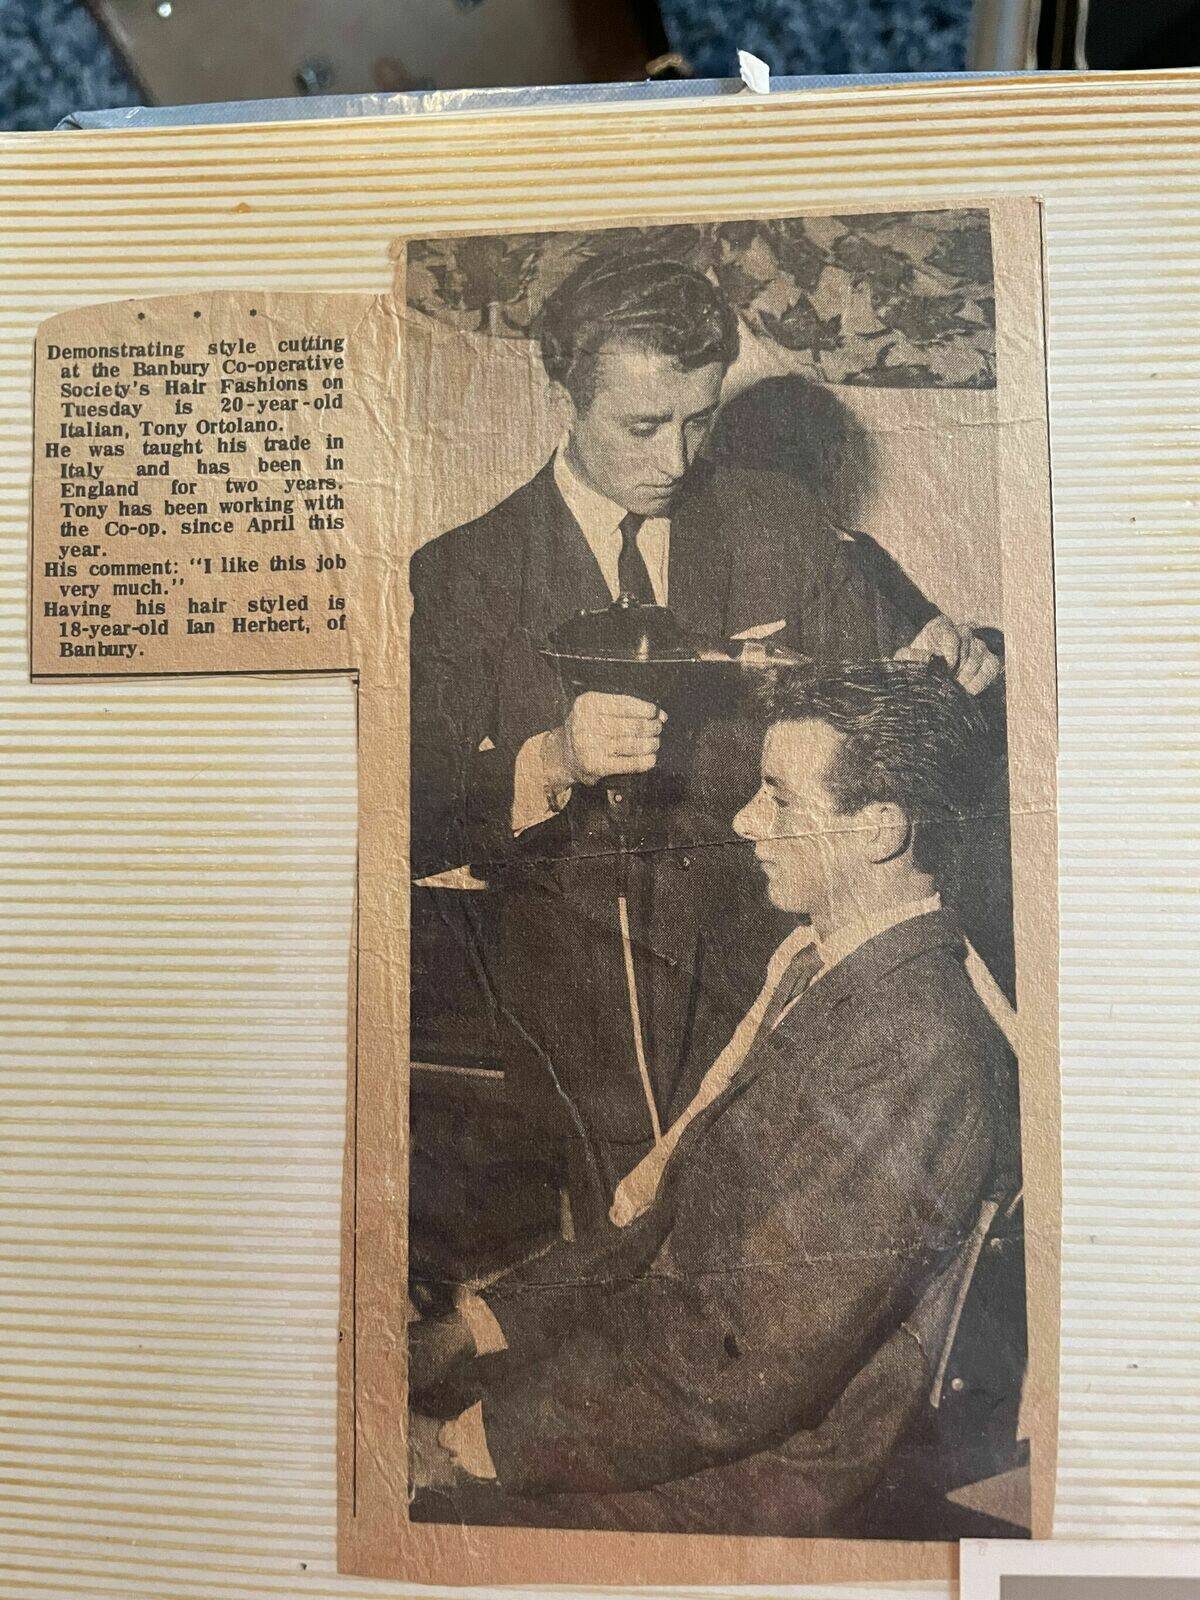 * * *
Demonstrating style cutting
at the Banbury Co-operative
Society's Hair Fashions on
Tuesday is 20-year-old
Italian, Tony Ortolano.
He was taught his trade in
Italy and has been in
England for two years.
Tony has been working with
the Co-op. since April this
year.
His comment: "I like this job
very much."
Having his hair styled is
18-year-old Ian Herbert, of
Banbury.